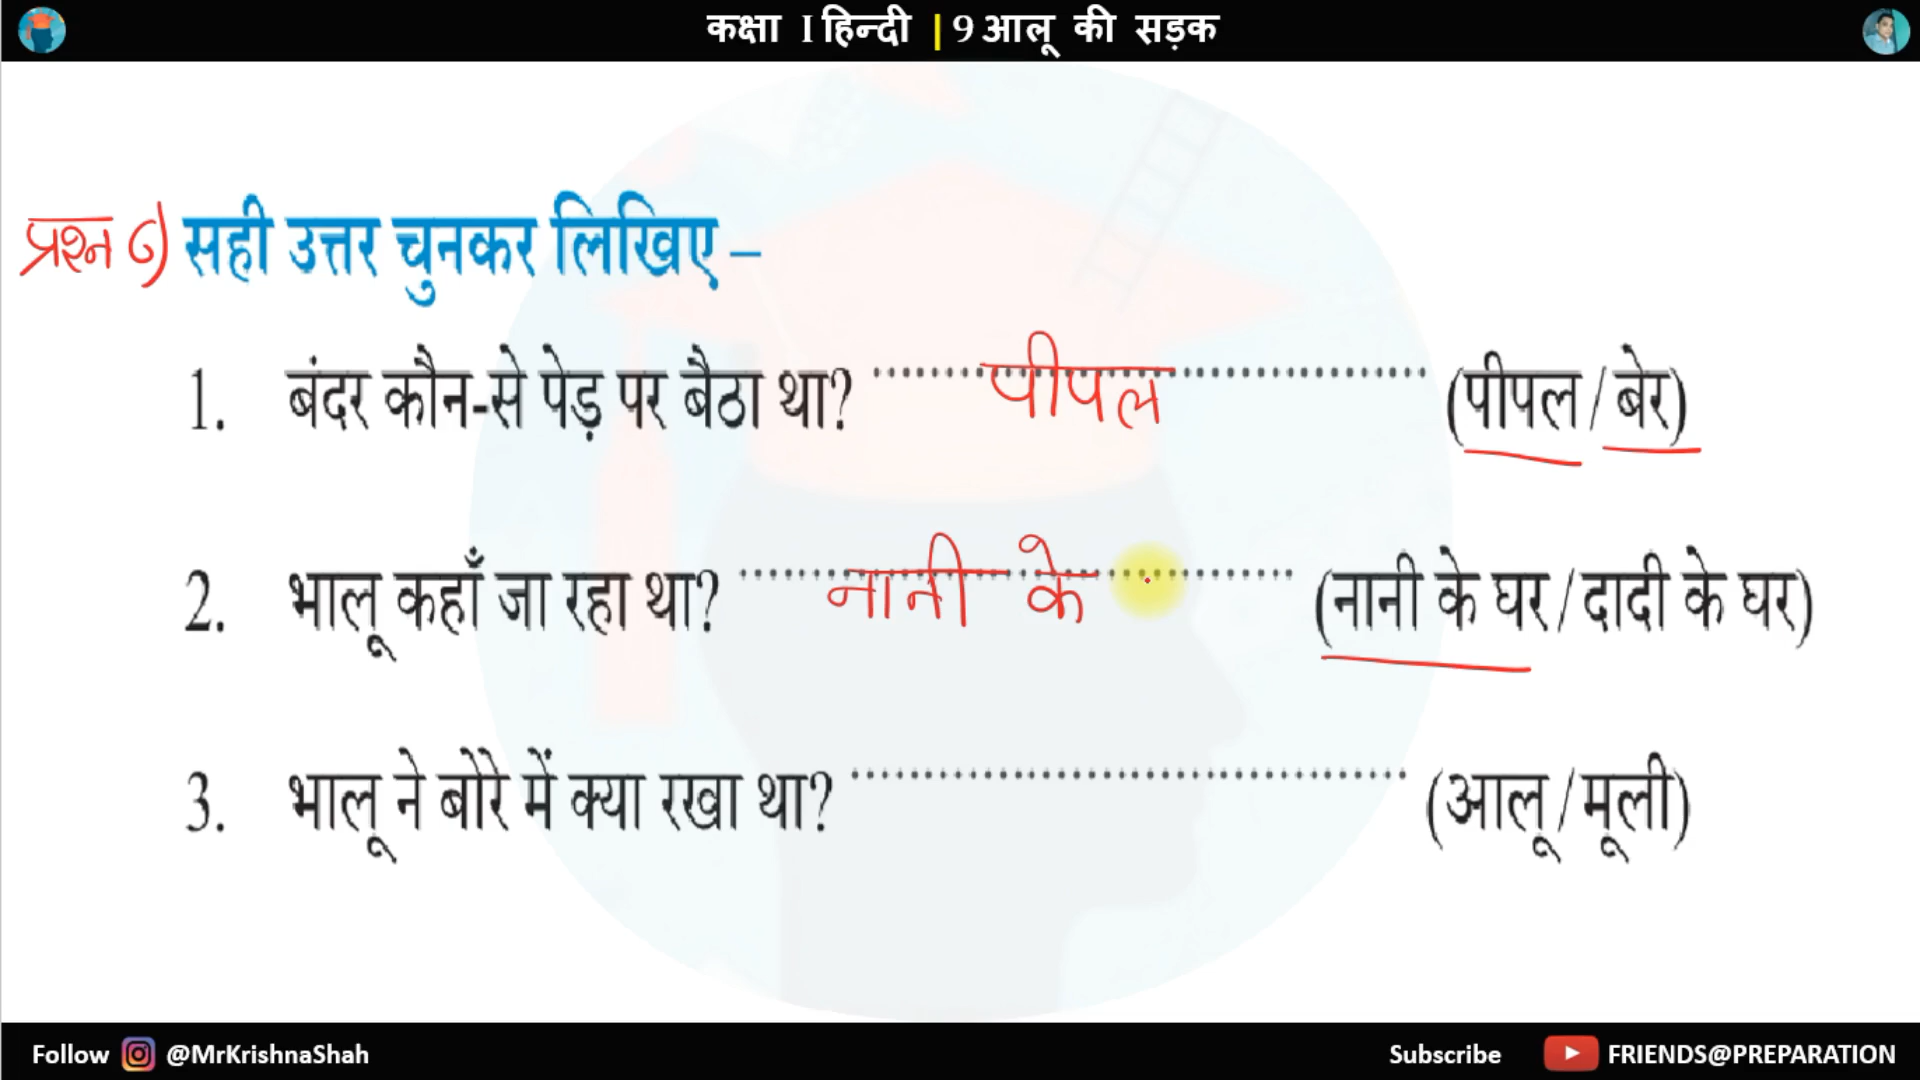 कक्षा I हिन्दी | 9 आलू की सड़क
प्रश्न १) सही उत्तर चुनकर लिखिए –
1. बंदर कौन-से पेड़ पर बैठा था? पीपल (पीपल / बेर)
2. भालू कहाँ जा रहा था? नानी के (नानी के घर / दादी के घर)
3. भालू ने बोरे में क्या रखा था? (आलू / मूली)
Follow @MrKrishnaShah Subscribe FRIENDS@PREPARATION